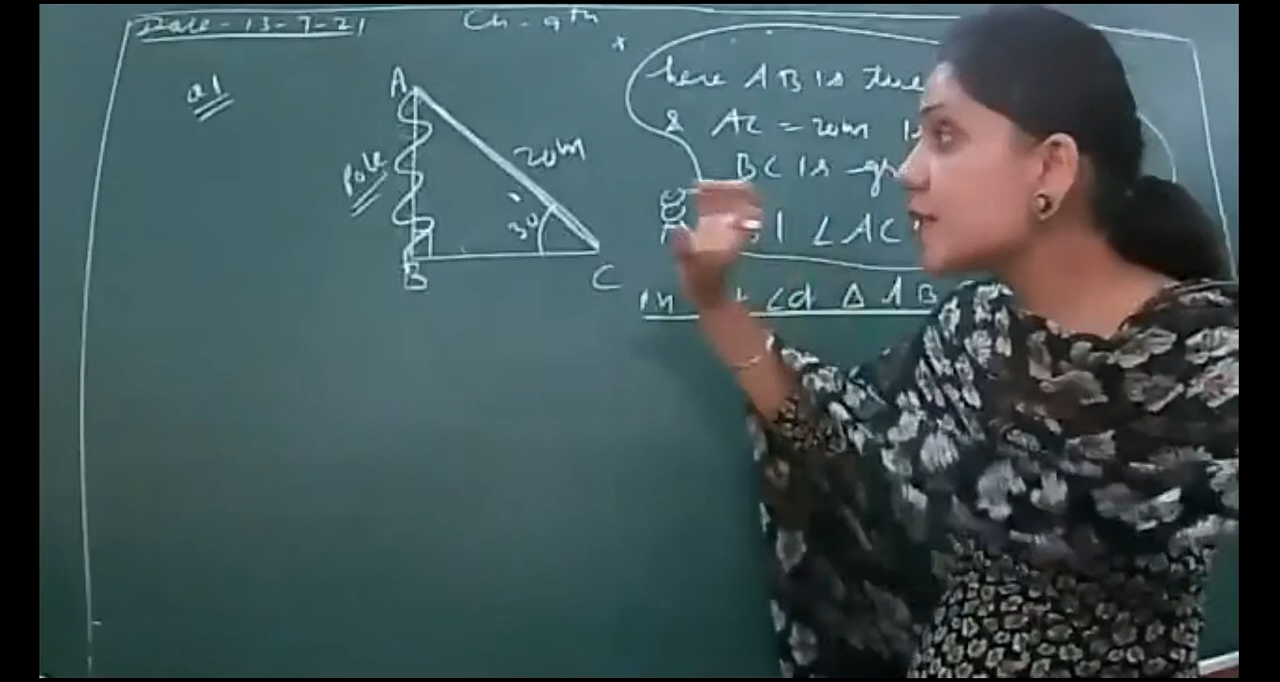 Date - 13-7-21
Ch - 9th
Q1
A
Pole
20m
30
B
C
here AB is the
& AC = 20m
BC is
∠AC
∠d Δ AB